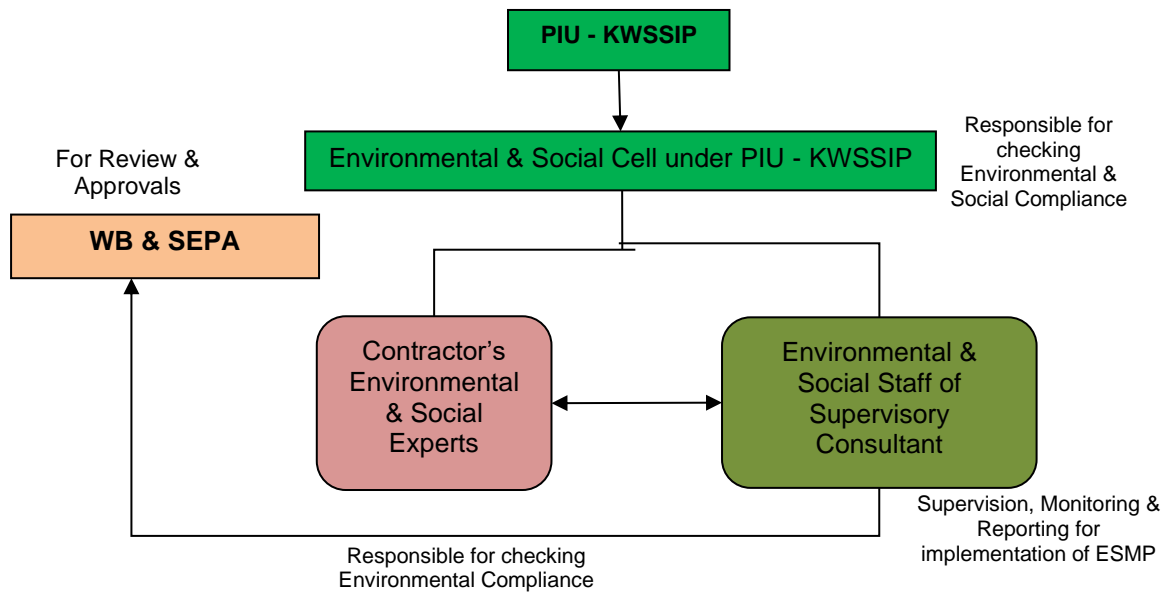 PIU - KWSSIP
Environmental & Social Cell under PIU - KWSSIP
Responsible for
checking
Environmental &
Social Compliance
For Review &
Approvals
WB & SEPA
Contractor’s
Environmental
& Social
Experts
Environmental &
Social Staff of
Supervisory
Consultant
Supervision, Monitoring &
Reporting for
implementation of ESMP
Responsible for checking
Environmental Compliance